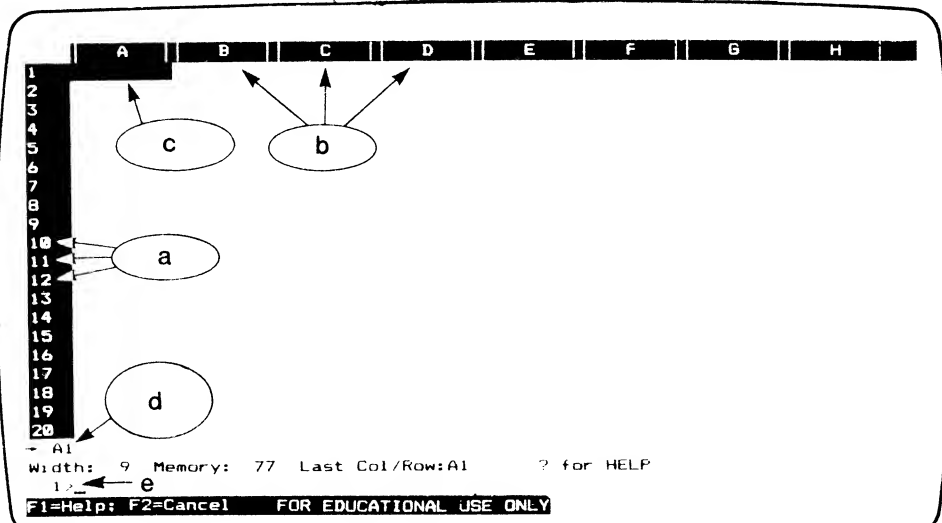 A B C D E F G H
1
2
3
4
5
6
7
8
9
10
11
12
13
14
15
16
17
18
19
20
c
b
a
d
→ A1
Width: 9 Memory: 77 Last Col/Row:A1 ? for HELP
1>_
e
F1=Help; F2=Cancel FOR EDUCATIONAL USE ONLY